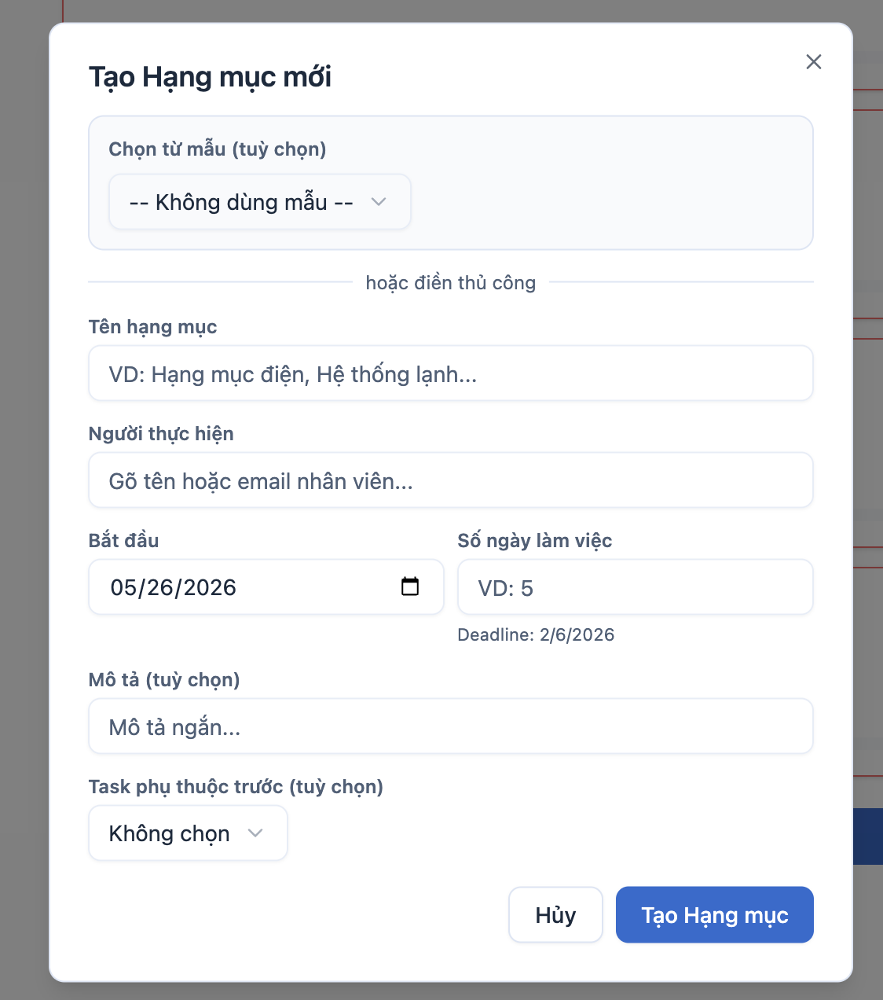 Tạo Hạng mục mới
Chọn từ mẫu (tuỳ chọn)
-- Không dùng mẫu --
hoặc điền thủ công
Tên hạng mục
VD: Hạng mục điện, Hệ thống lạnh...
Người thực hiện
Gõ tên hoặc email nhân viên...
Bắt đầu
05/26/2026
Số ngày làm việc
VD: 5
Deadline: 2/6/2026
Mô tả (tuỳ chọn)
Mô tả ngắn...
Task phụ thuộc trước (tuỳ chọn)
Không chọn
Hủy
Tạo Hạng mục